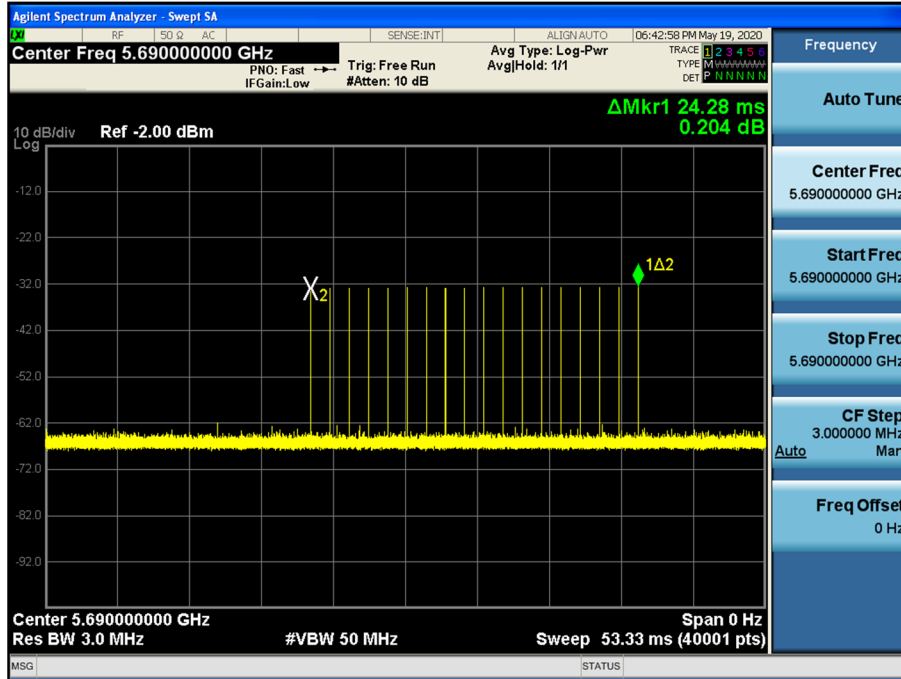 Agilent Spectrum Analyzer - Swept SA
LXI RF 50 Ω AC SENSE:INT ALIGN AUTO 06:42:58 PM May 19, 2020
Center Freq 5.690000000 GHz
PNO: Fast
IFGain:Low
Trig: Free Run
#Atten: 10 dB
Avg Type: Log-Pwr
Avg|Hold: 1/1
TRACE 1 2 3 4 5 6
TYPE M
DET P N N N N N
ΔMkr1 24.28 ms
0.204 dB
10 dB/div Ref -2.00 dBm
Log
-12.0
-22.0
-32.0
-42.0
-52.0
-62.0
-72.0
-82.0
-92.0
X2
1Δ2
Center 5.690000000 GHz Span 0 Hz
Res BW 3.0 MHz #VBW 50 MHz Sweep 53.33 ms (40001 pts)
MSG STATUS
Frequency
Auto Tune
Center Freq
5.690000000 GHz
Start Freq
5.690000000 GHz
Stop Freq
5.690000000 GHz
CF Step
3.000000 MHz
Auto Man
Freq Offset
0 Hz